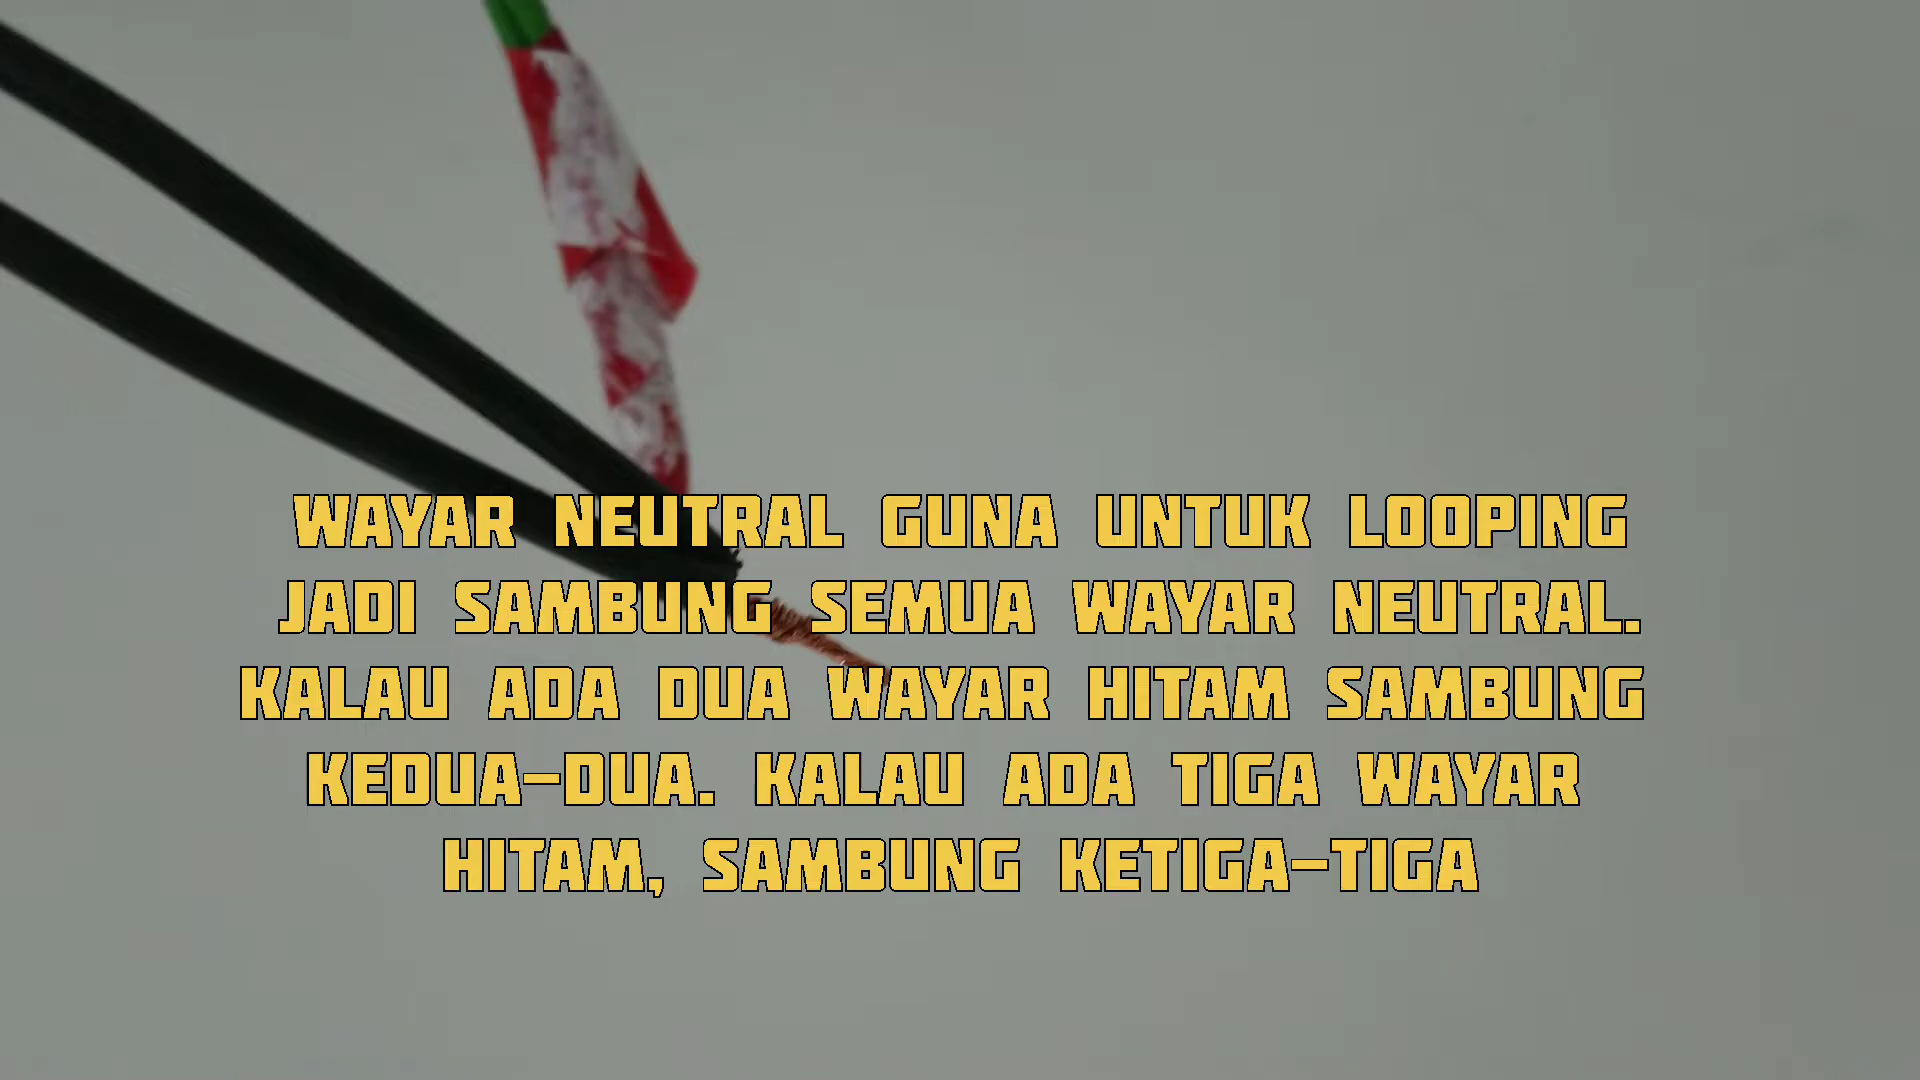 WAYAR NEUTRAL GUNA UNTUK LOOPING
JADI SAMBUNG SEMUA WAYAR NEUTRAL.
KALAU ADA DUA WAYAR HITAM SAMBUNG
KEDUA-DUA. KALAU ADA TIGA WAYAR
HITAM, SAMBUNG KETIGA-TIGA